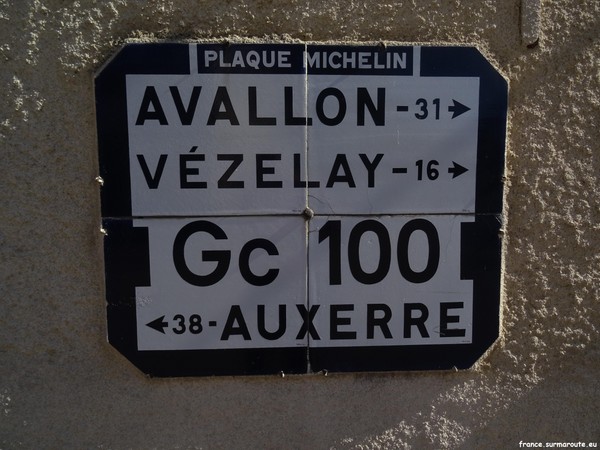 PLAQUE MICHELIN
AVALLON - 31 →
VÉZELAY - 16 →
Gc 100
← 38 - AUXERRE
france.surmaroute.eu